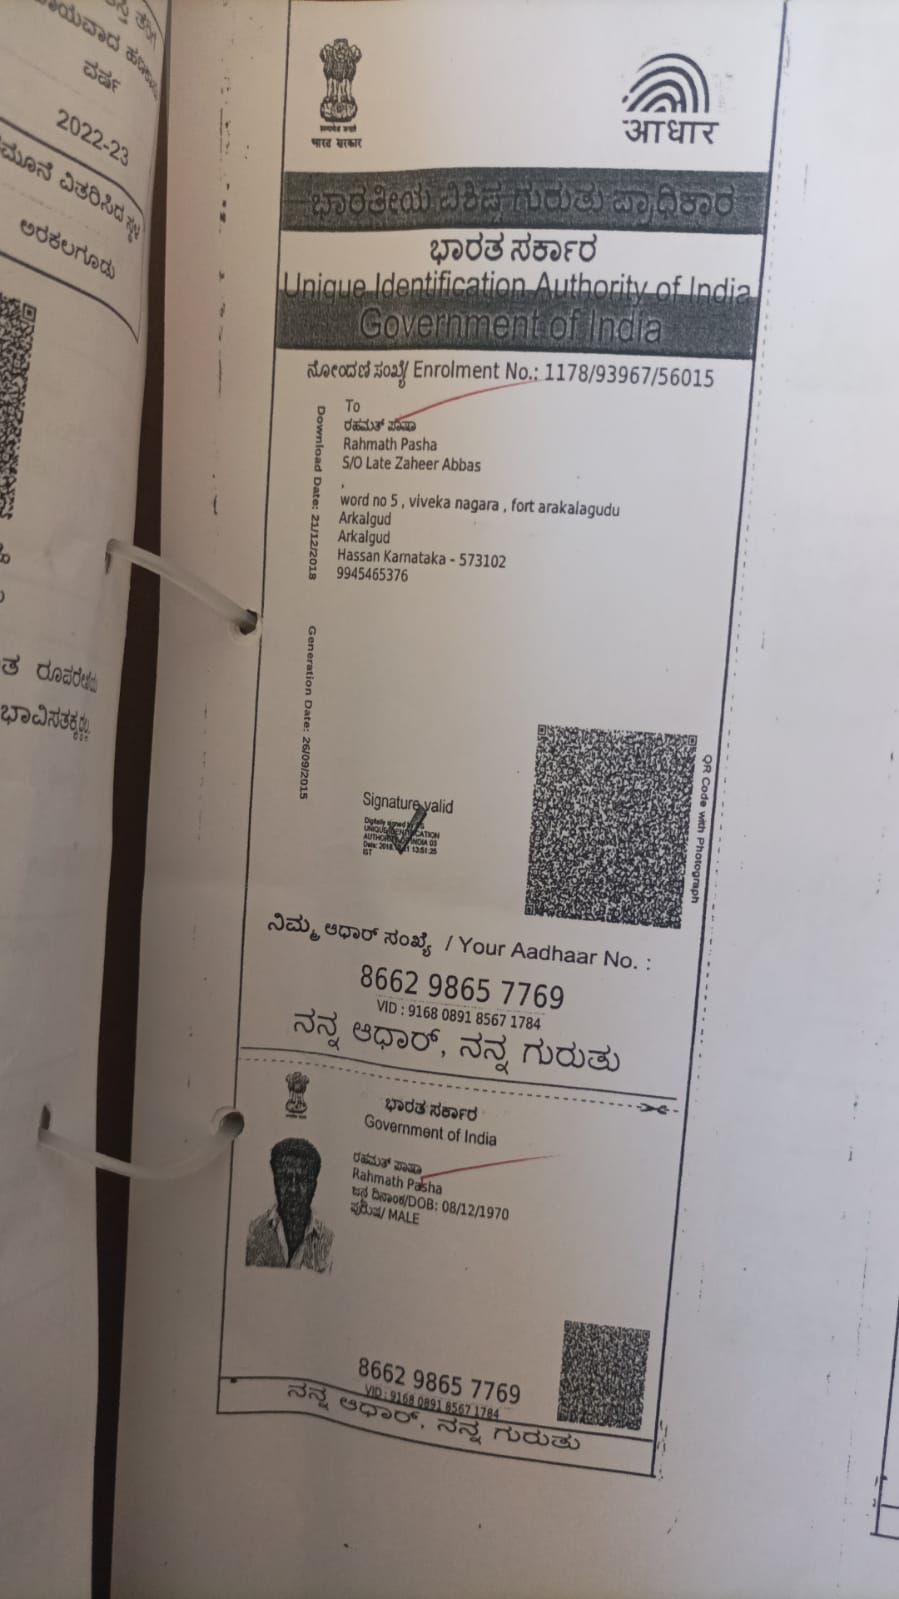 2022-23
ವರ್ಷ
ಅರಕಲಗೂಡು
भारत सरकार
आधार
ಭಾರತೀಯ ವಿಶಿಷ್ಟ ಗುರುತು ಪ್ರಾಧಿಕಾರ
ಭಾರತ ಸರ್ಕಾರ
Unique Identification Authority of India
Government of India
ನೋಂದಣಿ ಸಂಖ್ಯೆ/ Enrolment No.: 1178/93967/56015
Download Date: 21/12/2018
To
ರಹಮತ್ ಪಾಷಾ
Rahmath Pasha
S/O Late Zaheer Abbas
,
word no 5 , viveka nagara , fort arakalagudu
Arkalgud
Arkalgud
Hassan Karnataka - 573102
9945465376
Generation Date: 26/09/2015
Signature valid
QR Code with Photograph
ನಿಮ್ಮ ಆಧಾರ್ ಸಂಖ್ಯೆ / Your Aadhaar No. :
8662 9865 7769
VID : 9168 0891 8567 1784
ನನ್ನ ಆಧಾರ್, ನನ್ನ ಗುರುತು
ಭಾರತ ಸರ್ಕಾರ
Government of India
ರಹಮತ್ ಪಾಷಾ
Rahmath Pasha
ಜನ್ಮ ದಿನಾಂಕ/DOB: 08/12/1970
ಪುರುಷ/ MALE
8662 9865 7769
VID : 9168 0891 8567 1784
ನನ್ನ ಆಧಾರ್, ನನ್ನ ಗುರುತು